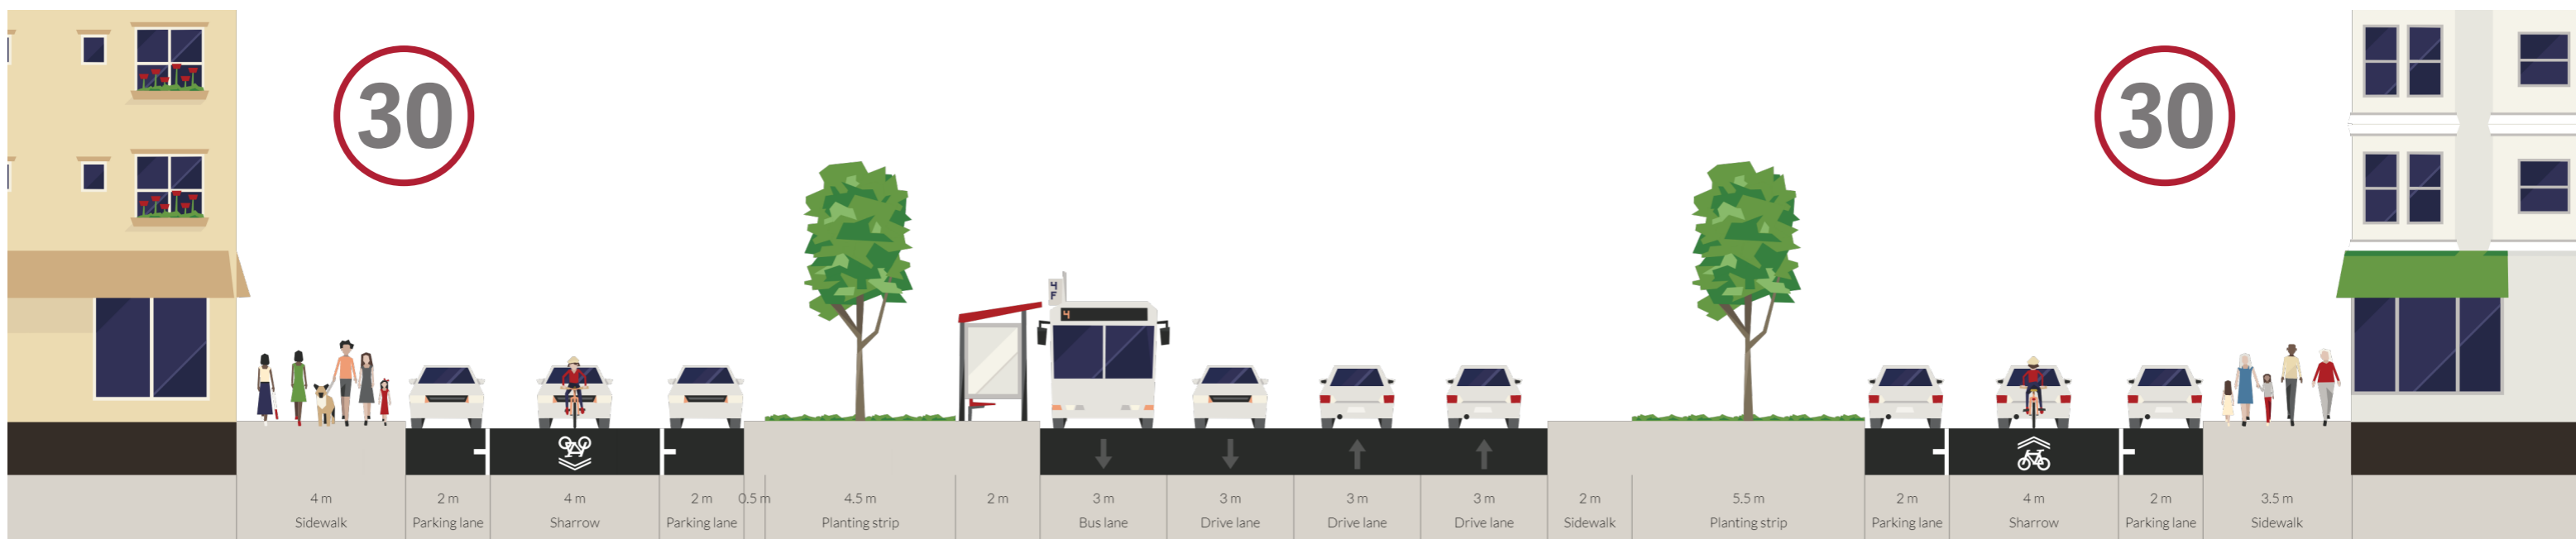 30
30
4
F
4
4 m
Sidewalk
2 m
Parking lane
4 m
Sharrow
2 m
Parking lane
0.5 m
4.5 m
Planting strip
2 m
3 m
Bus lane
3 m
Drive lane
3 m
Drive lane
3 m
Drive lane
2 m
Sidewalk
5.5 m
Planting strip
2 m
Parking lane
4 m
Sharrow
2 m
Parking lane
3.5 m
Sidewalk